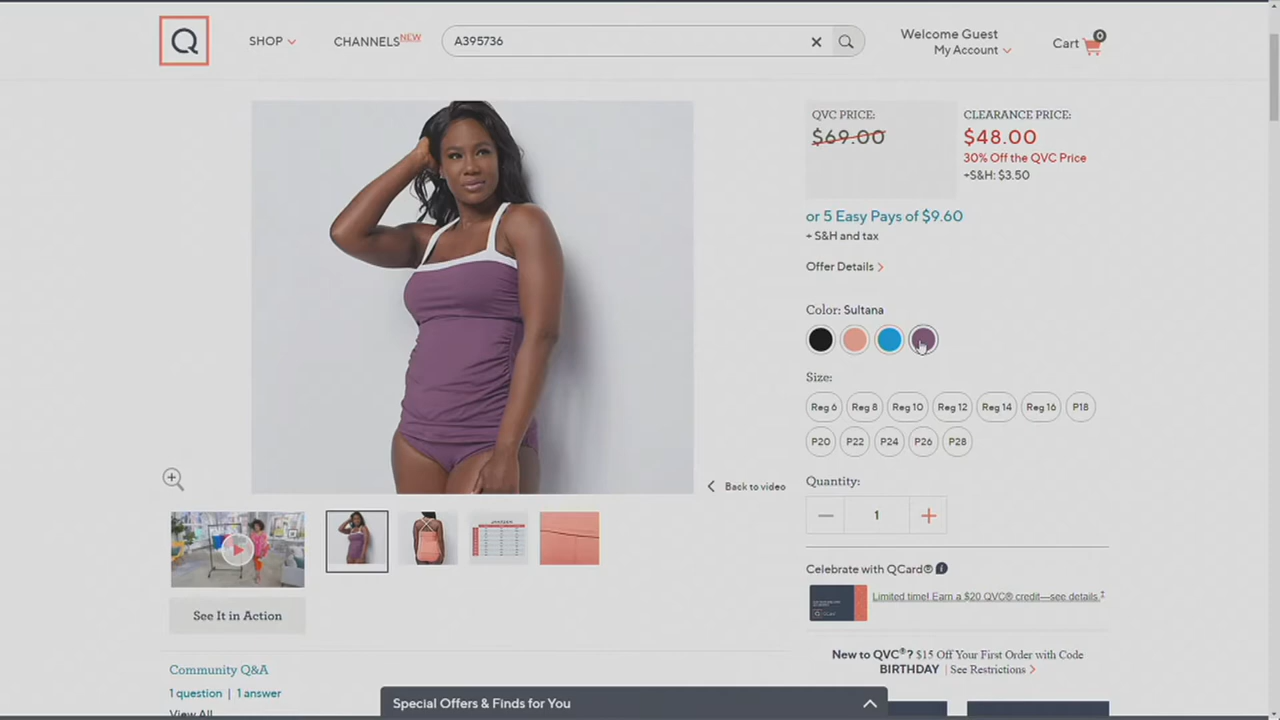 Q
SHOP
CHANNELS NEW
A395736
Welcome Guest
My Account
Cart 0
QVC PRICE:
$69.00
CLEARANCE PRICE:
$48.00
30% Off the QVC Price
+S&H: $3.50
or 5 Easy Pays of $9.60
+ S&H and tax
Offer Details
Color: Sultana
Size:
Reg 6 Reg 8 Reg 10 Reg 12 Reg 14 Reg 16 P18
P20 P22 P24 P26 P28
Back to video
Quantity:
1
JANTZEN
See It in Action
Celebrate with QCard®
Limited time! Earn a $20 QVC® credit—see details.‡
New to QVC®? $15 Off Your First Order with Code
BIRTHDAY | See Restrictions
Community Q&A
1 question | 1 answer
View All
Special Offers & Finds for You